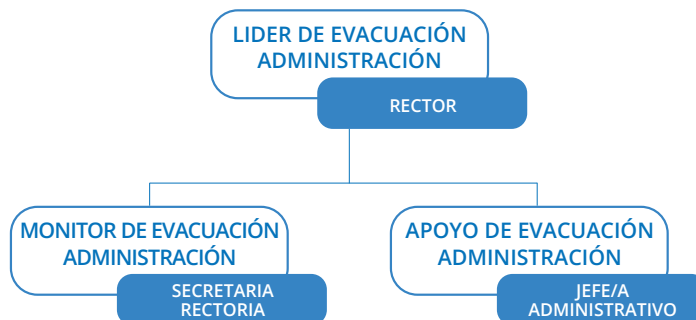 LIDER DE EVACUACIÓN
ADMINISTRACIÓN
RECTOR
MONITOR DE EVACUACIÓN
ADMINISTRACIÓN
SECRETARIA
RECTORIA
APOYO DE EVACUACIÓN
ADMINISTRACIÓN
JEFE/A
ADMINISTRATIVO